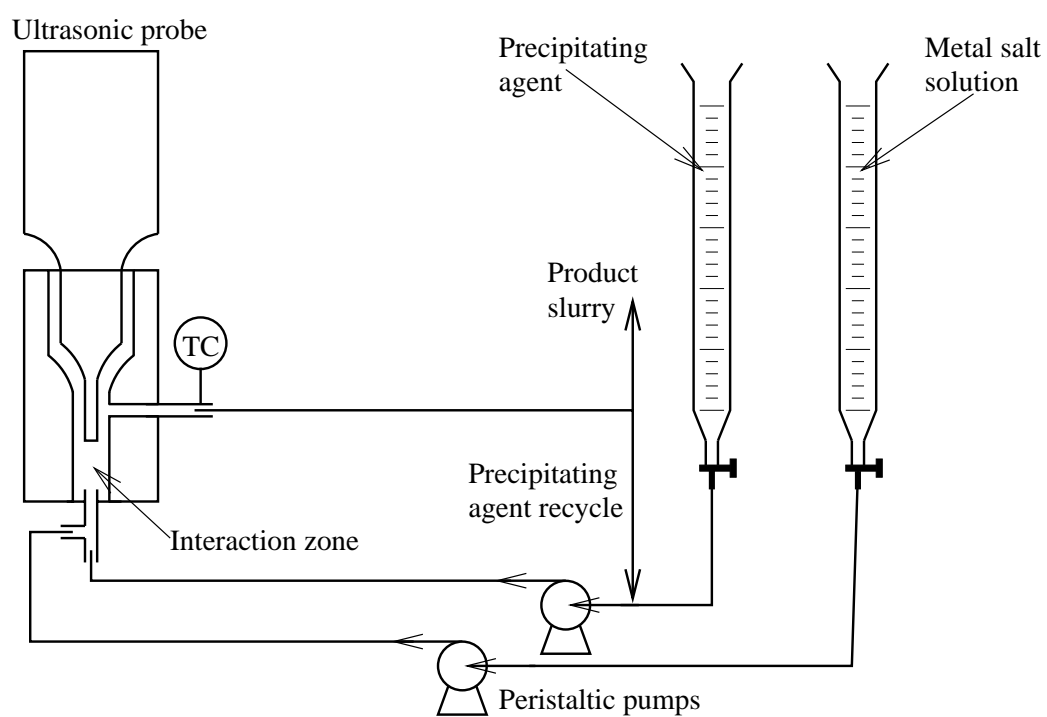 Ultrasonic probe
Precipitating
agent
Metal salt
solution
Product
slurry
TC
Precipitating
agent recycle
Interaction zone
Peristaltic pumps